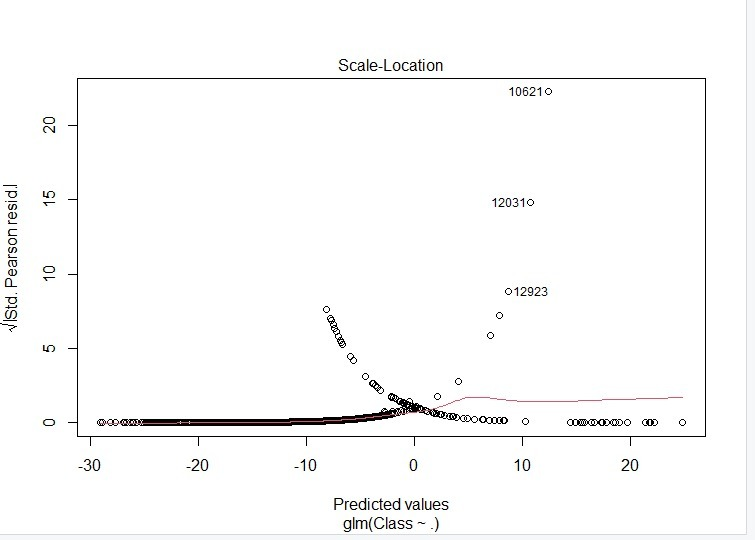 Scale-Location
√|Std. Pearson resid.|
20
15
10
5
0
10621
12031
12923
-30 -20 -10 0 10 20
Predicted values
glm(Class ~ .)